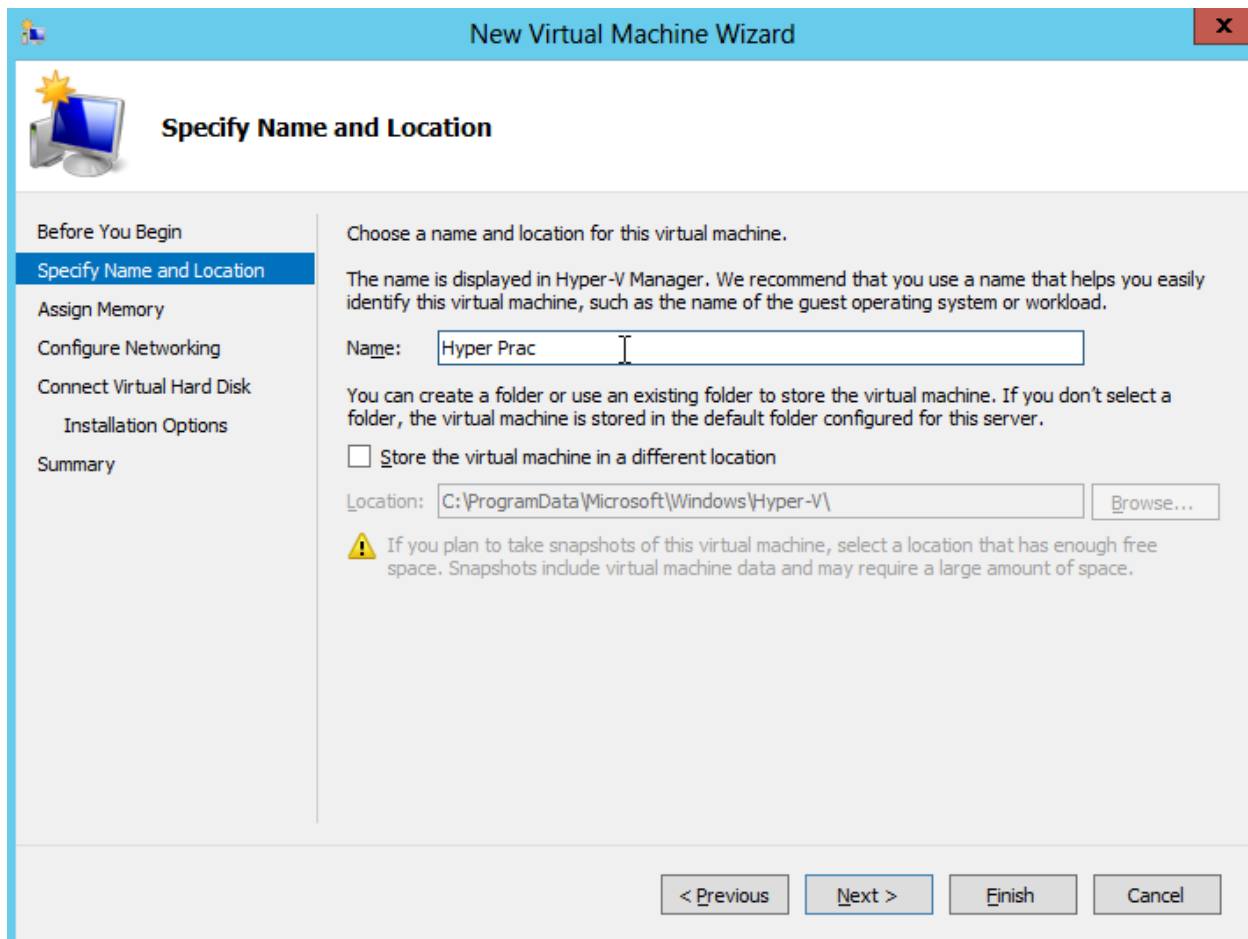 New Virtual Machine Wizard
x
Specify Name and Location
Before You Begin
Specify Name and Location
Assign Memory
Configure Networking
Connect Virtual Hard Disk
Installation Options
Summary
Choose a name and location for this virtual machine.
The name is displayed in Hyper-V Manager. We recommend that you use a name that helps you easily
identify this virtual machine, such as the name of the guest operating system or workload.
Name: Hyper Prac
You can create a folder or use an existing folder to store the virtual machine. If you don't select a
folder, the virtual machine is stored in the default folder configured for this server.
Store the virtual machine in a different location
Location: C:\ProgramData\Microsoft\Windows\Hyper-V\ Browse...
If you plan to take snapshots of this virtual machine, select a location that has enough free
space. Snapshots include virtual machine data and may require a large amount of space.
< Previous Next > Finish Cancel